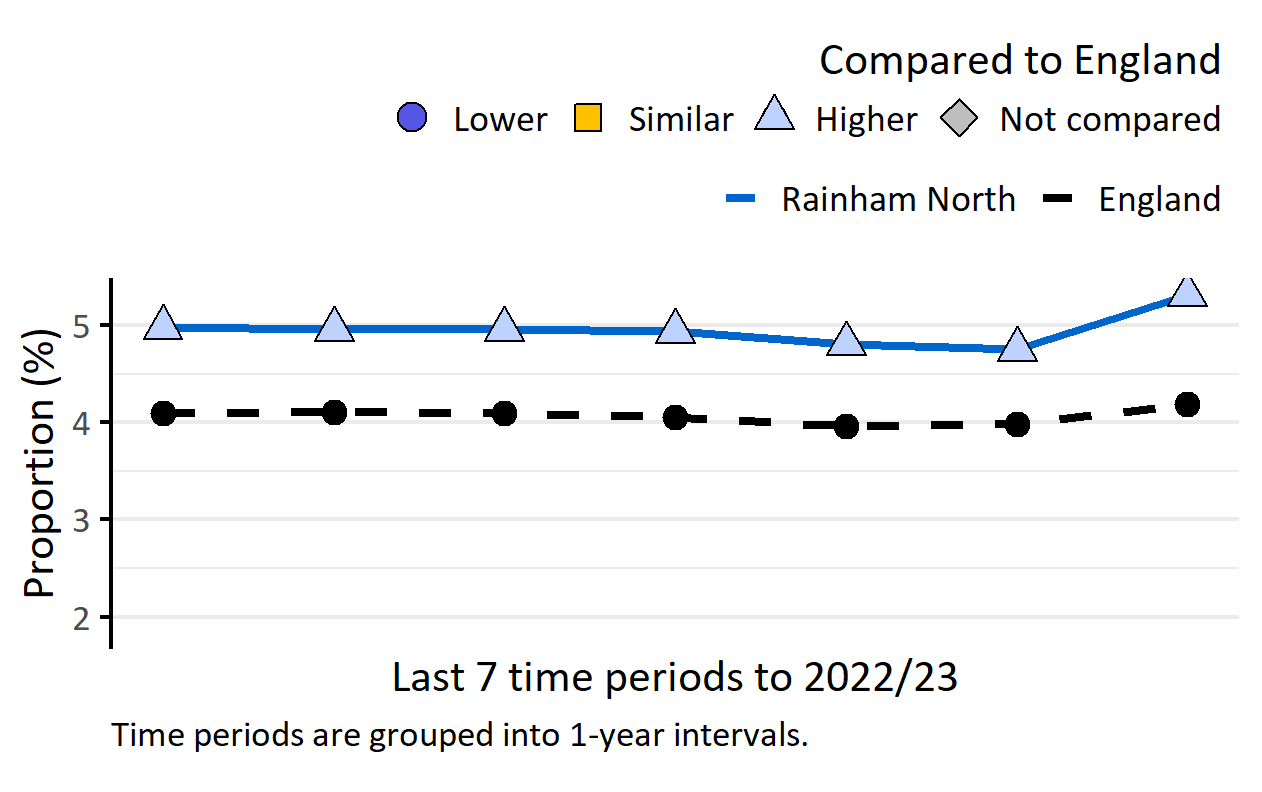 Compared to England
Lower Similar Higher Not compared
Rainham North England
Proportion (%)
5
4
3
2
Last 7 time periods to 2022/23
Time periods are grouped into 1-year intervals.